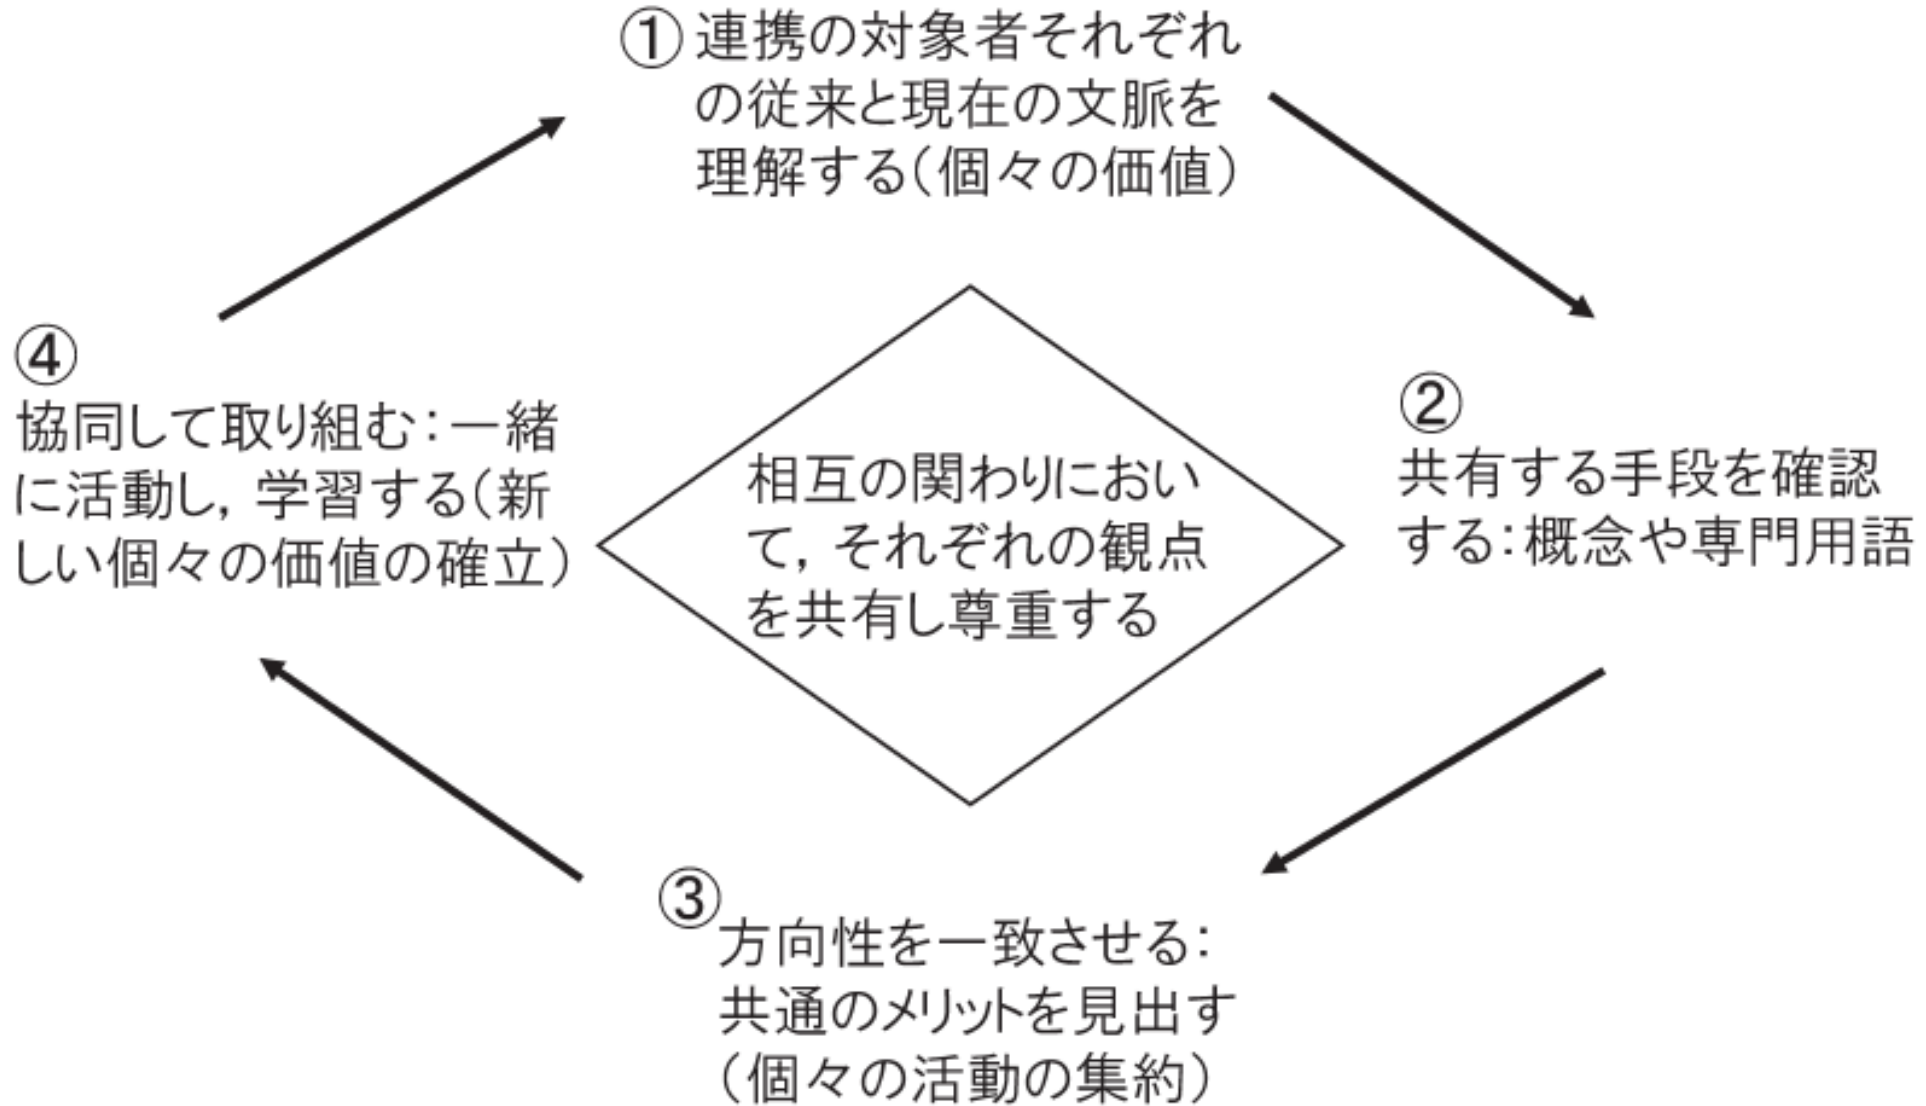 ① 連携の対象者それぞれ
の従来と現在の文脈を
理解する（個々の価値）
②
共有する手段を確認
する：概念や専門用語
③
方向性を一致させる：
共通のメリットを見出す
（個々の活動の集約）
④
協同して取り組む：一緒
に活動し，学習する（新
しい個々の価値の確立）
相互の関わりにおい
て，それぞれの観点
を共有し尊重する